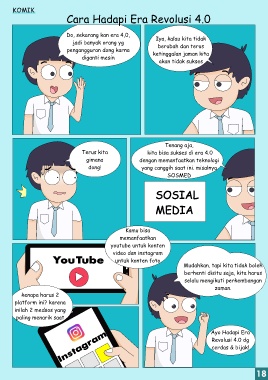 KOMIK
Cara Hadapi Era Revolusi 4.0
Do, sekarang kan era 4.0,
jadi banyak orang yg
pengangguran dong karna
diganti mesin
Iya, kalau kita tidak
berubah dan terus
ketinggalan jaman kita
akan tidak sukses
Terus kita
gimana
dong!
Tenang aja,
kita bisa sukses di era 4.0
dengan memanfaatkan teknologi
yang canggih saat ini. misalnya
SOSMED
SOSIAL
MEDIA
Kamu bisa
memanfaatkan
youtube untuk konten
video dan instagram
untuk konten foto
YouTube
kenapa harus 2
platform ini? karena
inilah 2 medsos yang
paling menarik saat
Instagram
Mudahkan, tapi kita tidak boleh
berhenti disitu saja, kita harus
selalu mengikuti perkembangan
zaman.
Ayo Hadapi Era
Revolusi 4.0 dg
cerdas & bijak!
18